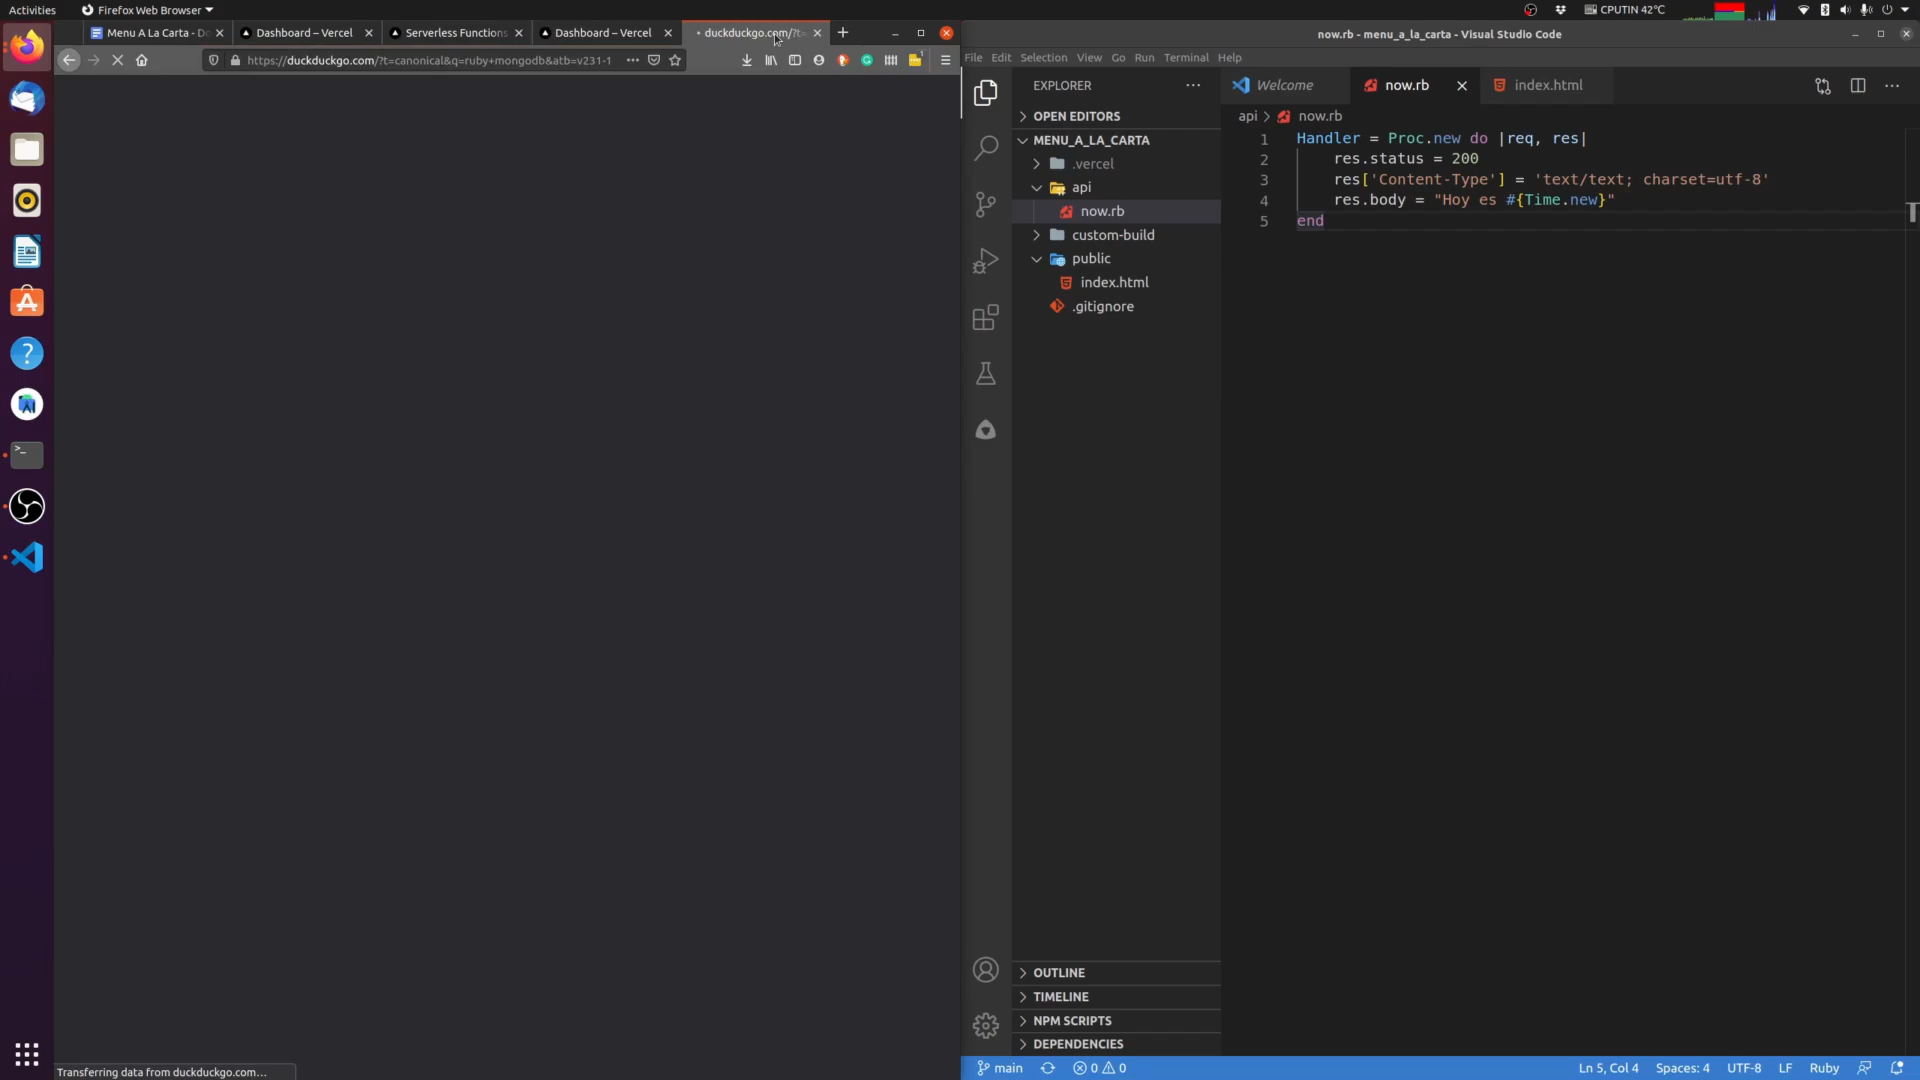 Activities
Firefox Web Browser
CPUTIN 42°C
Menu A La Carta - Do
Dashboard – Vercel
Serverless Functions
Dashboard – Vercel
duckduckgo.com/?t=
https://duckduckgo.com/?t=canonical&q=ruby+mongodb&atb=v231-1
Transferring data from duckduckgo.com…
now.rb - menu_a_la_carta - Visual Studio Code
File Edit Selection View Go Run Terminal Help
EXPLORER
OPEN EDITORS
MENU_A_LA_CARTA
.vercel
api
now.rb
custom-build
public
index.html
.gitignore
OUTLINE
TIMELINE
NPM SCRIPTS
DEPENDENCIES
Welcome
now.rb
index.html
api > now.rb
1 Handler = Proc.new do |req, res|
2 res.status = 200
3 res['Content-Type'] = 'text/text; charset=utf-8'
4 res.body = "Hoy es #{Time.new}"
5 end
main
0 0
Ln 5, Col 4
Spaces: 4
UTF-8
LF
Ruby